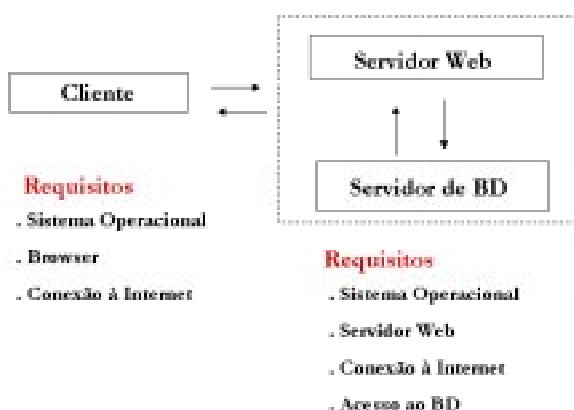 Servidor Web
Cliente
Servidor de BD
Requisitos
. Sistema Operacional
. Browser
. Conexão à Internet
Requisitos
. Sistema Operacional
. Servidor Web
. Conexão à Internet
. Acesso ao BD